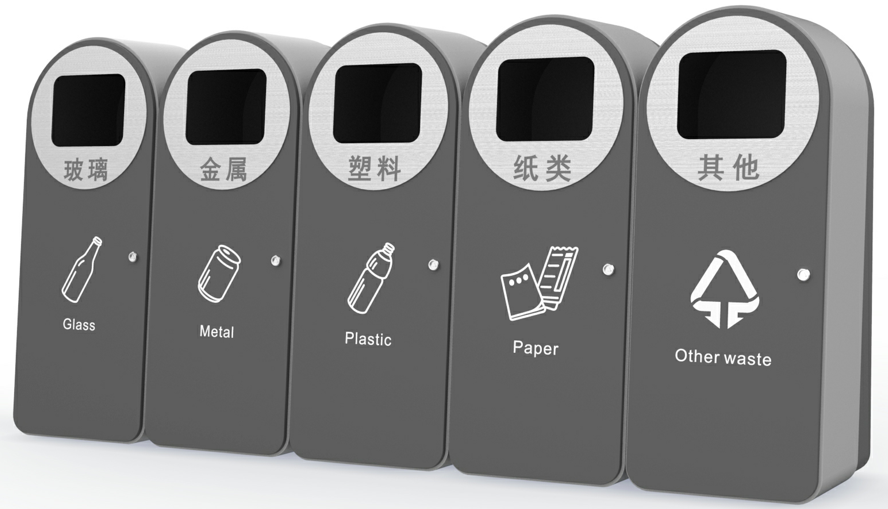 玻璃
金属
塑料
纸类
其他
Glass
Metal
Plastic
Paper
Other waste